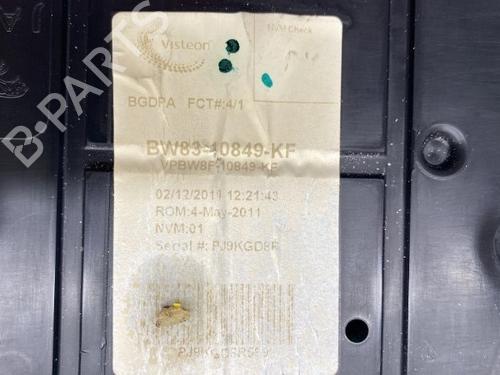 Visteon
NVM Check
BGDPA FCT#:4/1
BW83-10849-KF
VPBW8F-10849-KF
02/12/2011 12:21:43
ROM:4-May-2011
NVM:01
Serial #: PJ9KGD8R
B-PARTS